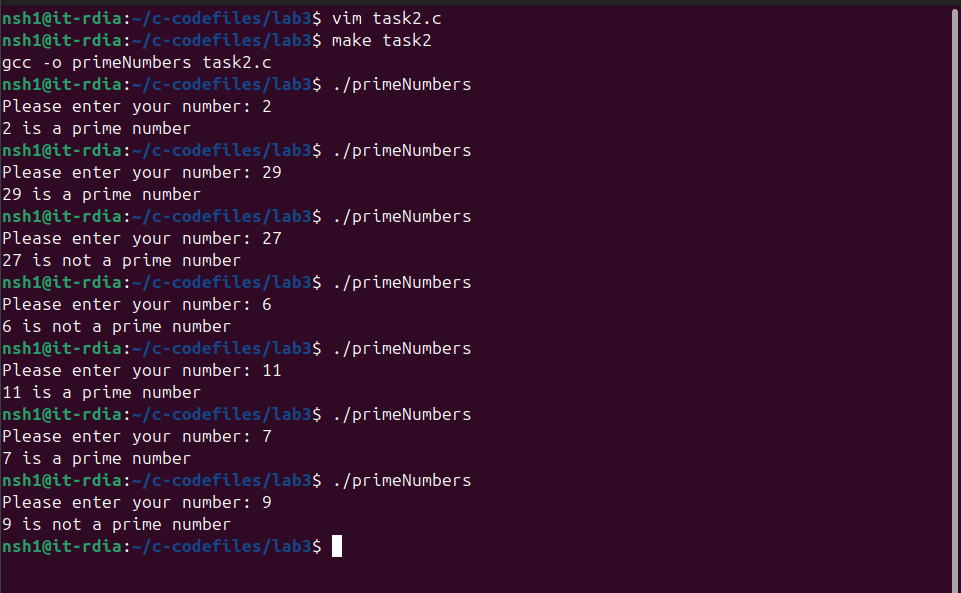 nsh1@it-rdia:~/c-codefiles/lab3$ vim task2.c
nsh1@it-rdia:~/c-codefiles/lab3$ make task2
gcc -o primeNumbers task2.c
nsh1@it-rdia:~/c-codefiles/lab3$ ./primeNumbers
Please enter your number: 2
2 is a prime number
nsh1@it-rdia:~/c-codefiles/lab3$ ./primeNumbers
Please enter your number: 29
29 is a prime number
nsh1@it-rdia:~/c-codefiles/lab3$ ./primeNumbers
Please enter your number: 27
27 is not a prime number
nsh1@it-rdia:~/c-codefiles/lab3$ ./primeNumbers
Please enter your number: 6
6 is not a prime number
nsh1@it-rdia:~/c-codefiles/lab3$ ./primeNumbers
Please enter your number: 11
11 is a prime number
nsh1@it-rdia:~/c-codefiles/lab3$ ./primeNumbers
Please enter your number: 7
7 is a prime number
nsh1@it-rdia:~/c-codefiles/lab3$ ./primeNumbers
Please enter your number: 9
9 is not a prime number
nsh1@it-rdia:~/c-codefiles/lab3$